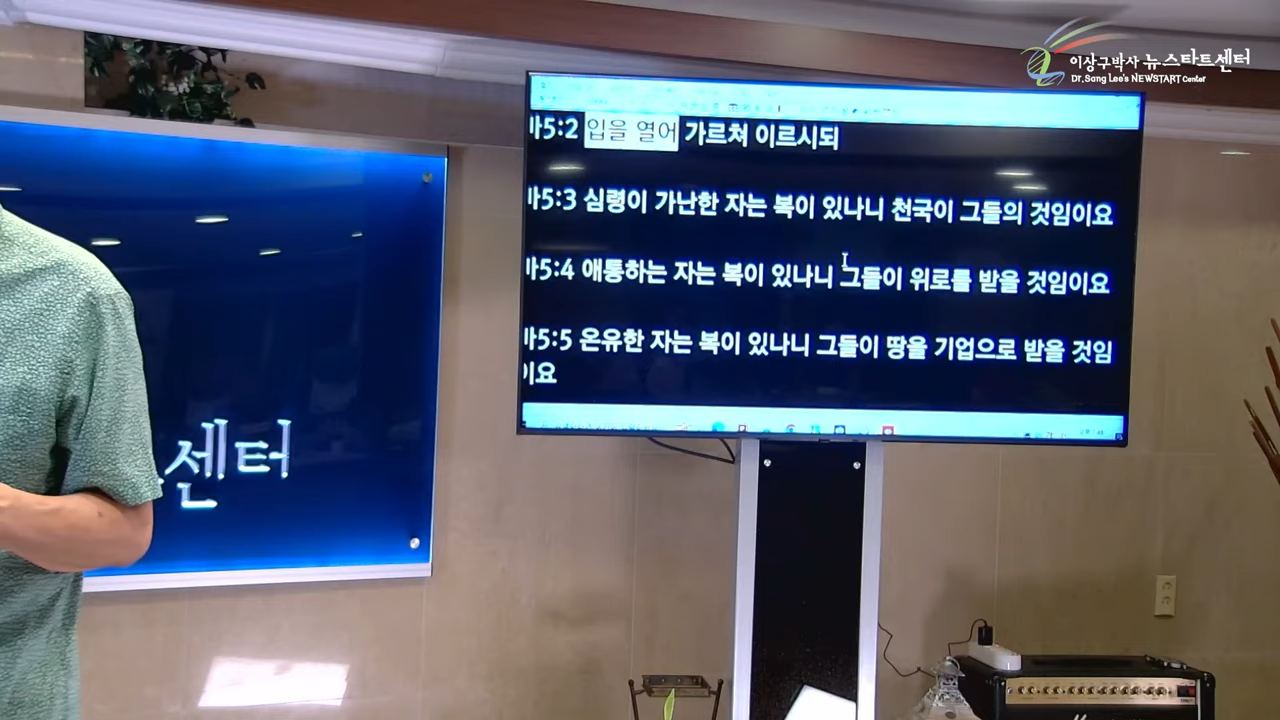 이상구박사 뉴스타트센터
Dr. Sang Lee's NEWSTART Center
마5:2 입을 열어 가르쳐 이르시되
마5:3 심령이 가난한 자는 복이 있나니 천국이 그들의 것임이요
마5:4 애통하는 자는 복이 있나니 그들이 위로를 받을 것임이요
마5:5 온유한 자는 복이 있나니 그들이 땅을 기업으로 받을 것임
이요
센터